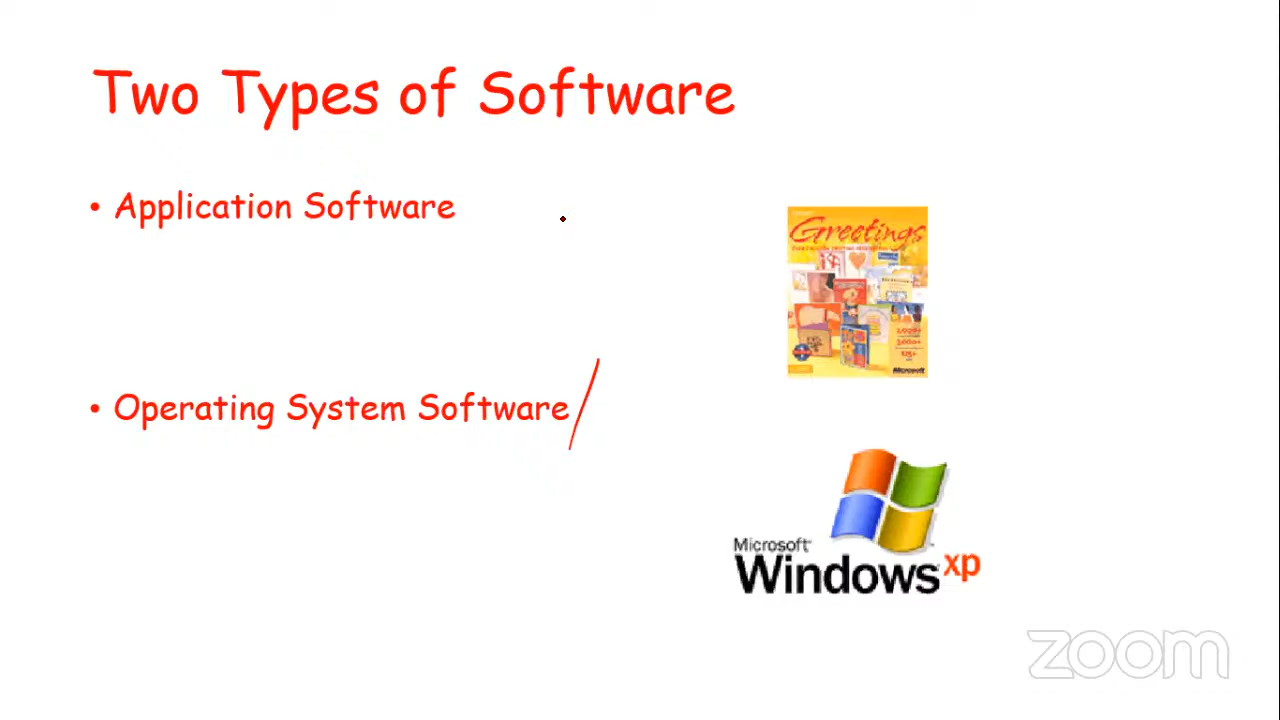 Two Types of Software
• Application Software
Greetings
Microsoft
• Operating System Software
Microsoft
Windows xp
zoom